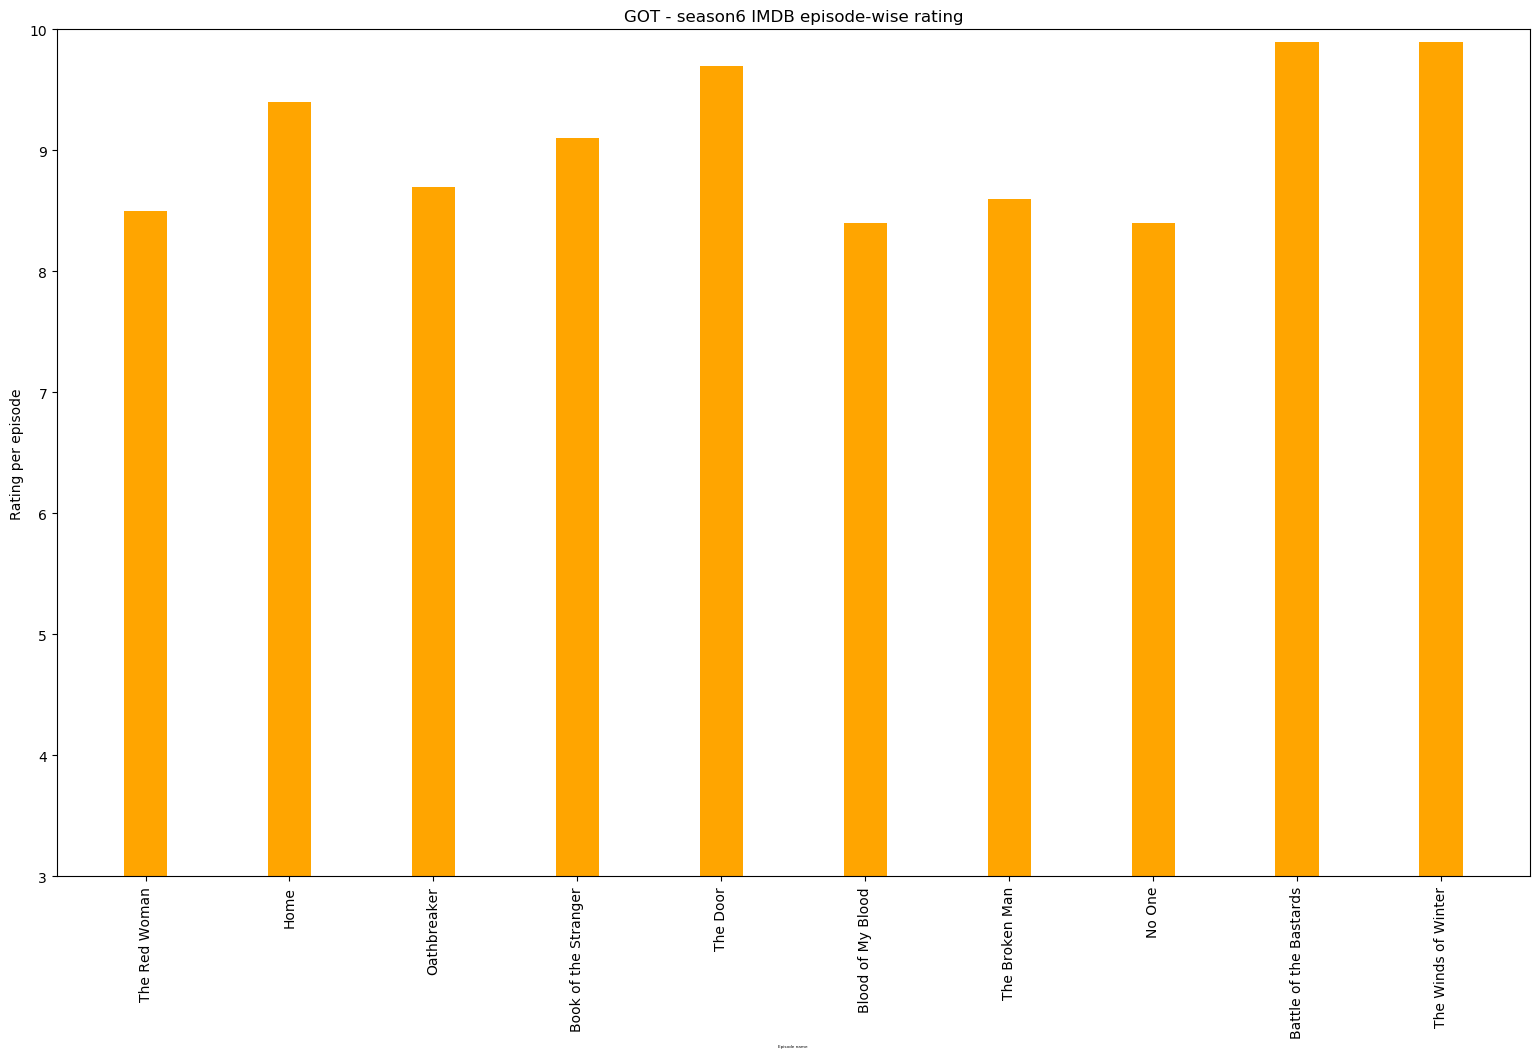 GOT - season6 IMDB episode-wise rating
Rating per episode
10
9
8
7
6
5
4
3
The Red Woman
Home
Oathbreaker
Book of the Stranger
The Door
Blood of My Blood
The Broken Man
No One
Battle of the Bastards
The Winds of Winter
Episode name